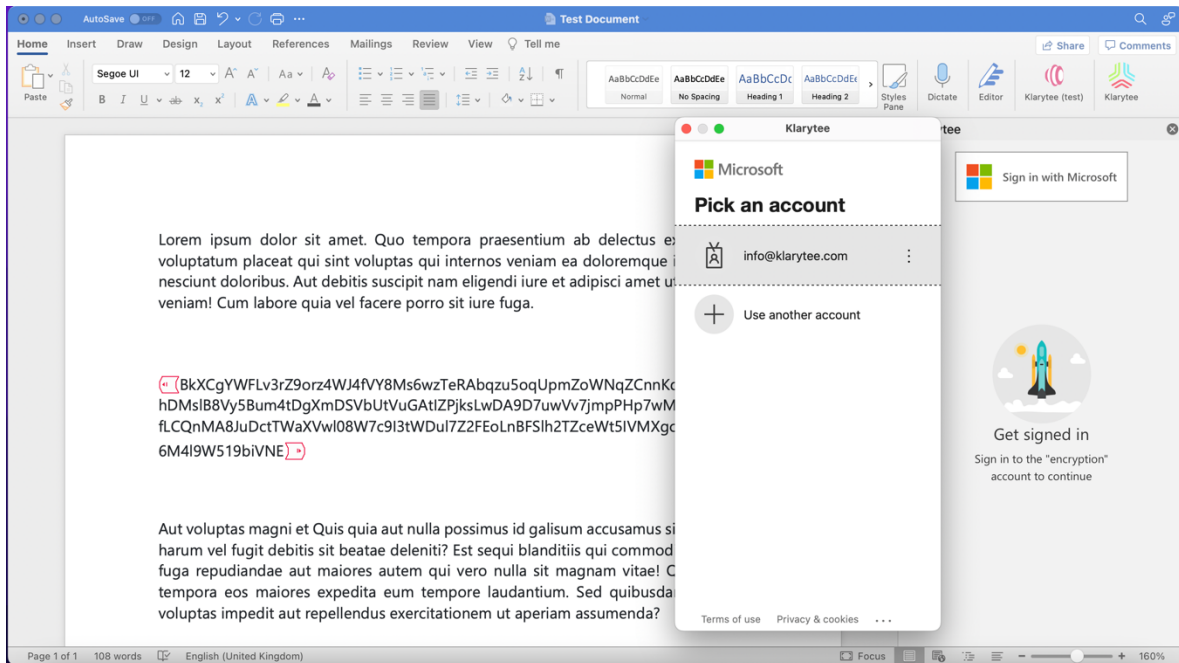 AutoSave OFF Test Document
Home Insert Draw Design Layout References Mailings Review View Tell me Share Comments
Paste Segoe UI 12 A A Aa A
B I U ab x x A A
AaBbCcDdEe AaBbCcDdEe AaBbCcDc AaBbCcDdEe
Normal No Spacing Heading 1 Heading 2 Styles Pane Dictate Editor Klarytee (test) Klarytee
Klarytee
tee
Microsoft
Sign in with Microsoft
Pick an account
info@klarytee.com
Use another account
Lorem ipsum dolor sit amet. Quo tempora praesentium ab delectus ex
voluptatum placeat qui sint voluptas qui internos veniam ea doloremque i
nesciunt doloribus. Aut debitis suscipit nam eligendi iure et adipisci amet u
veniam! Cum labore quia vel facere porro sit iure fuga.
BkXCgYWFLv3rZ9orz4WJ4fVY8Ms6wzTeRAbqzu5oqUpmZoWNqZCnnKc
hDMslB8Vy5Bum4tDgXmDSVbUtVuGAtlZPjksLwDA9D7uwVv7jmpPHp7wM
fLCQnMA8JuDctTWaXVwl08W7c9I3tWDul7Z2FEoLnBFSlh2TZceWt5IVMXgc
6M4l9W519biVNE
Get signed in
Sign in to the "encryption"
account to continue
Aut voluptas magni et Quis quia aut nulla possimus id galisum accusamus si
harum vel fugit debitis sit beatae deleniti? Est sequi blanditiis qui commod
fuga repudiandae aut maiores autem qui vero nulla sit magnam vitae! C
tempora eos maiores expedita eum tempore laudantium. Sed quibusda
voluptas impedit aut repellendus exercitationem ut aperiam assumenda?
Terms of use Privacy & cookies ...
Page 1 of 1 108 words English (United Kingdom) Focus 160%